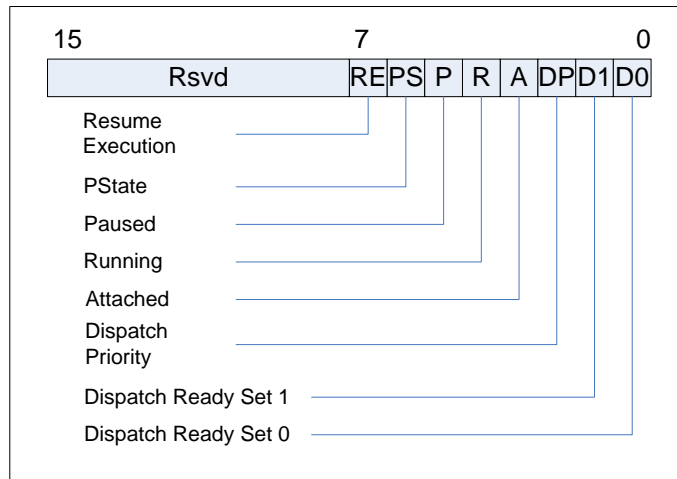 15 7 0
Rsvd RE PS P R A DP D1 D0
Resume
Execution
PState
Paused
Running
Attached
Dispatch
Priority
Dispatch Ready Set 1
Dispatch Ready Set 0